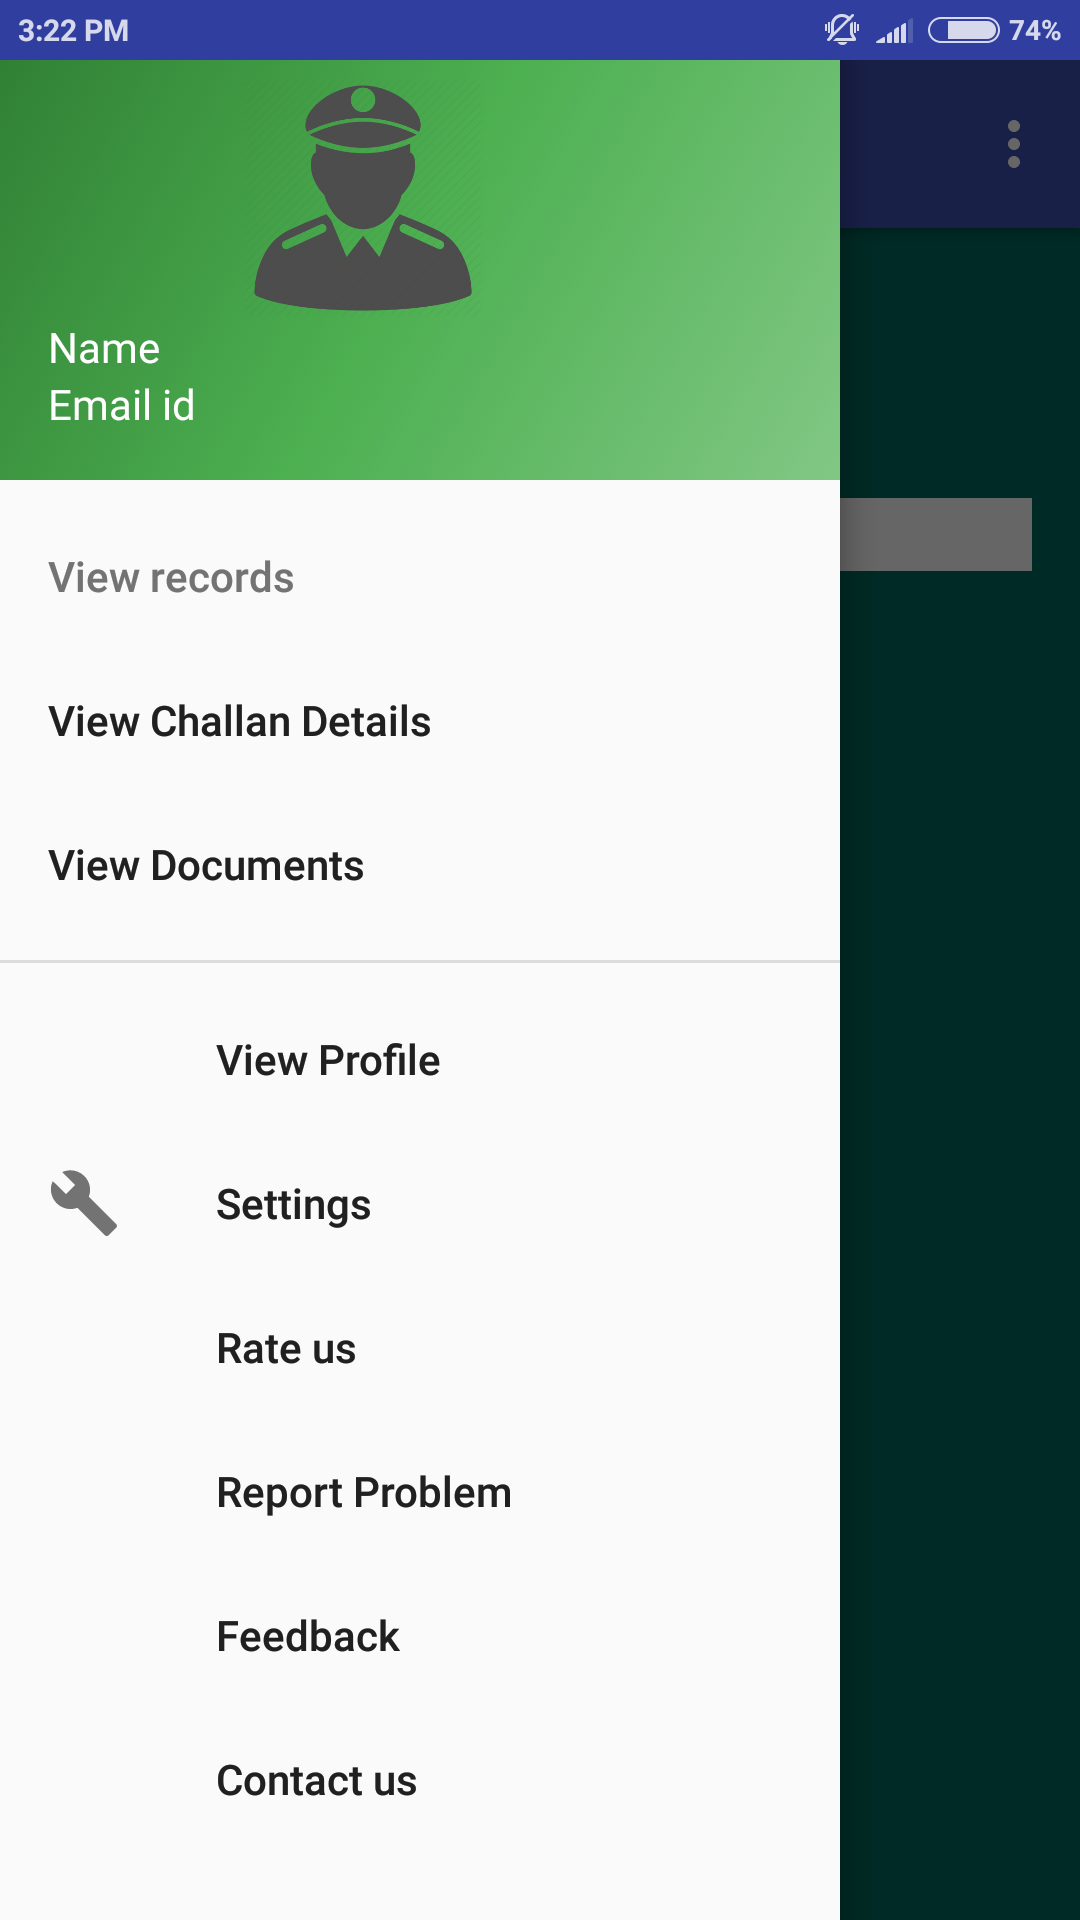 3:22 PM
74%
Name
Email id
View records
View Challan Details
View Documents
View Profile
Settings
Rate us
Report Problem
Feedback
Contact us